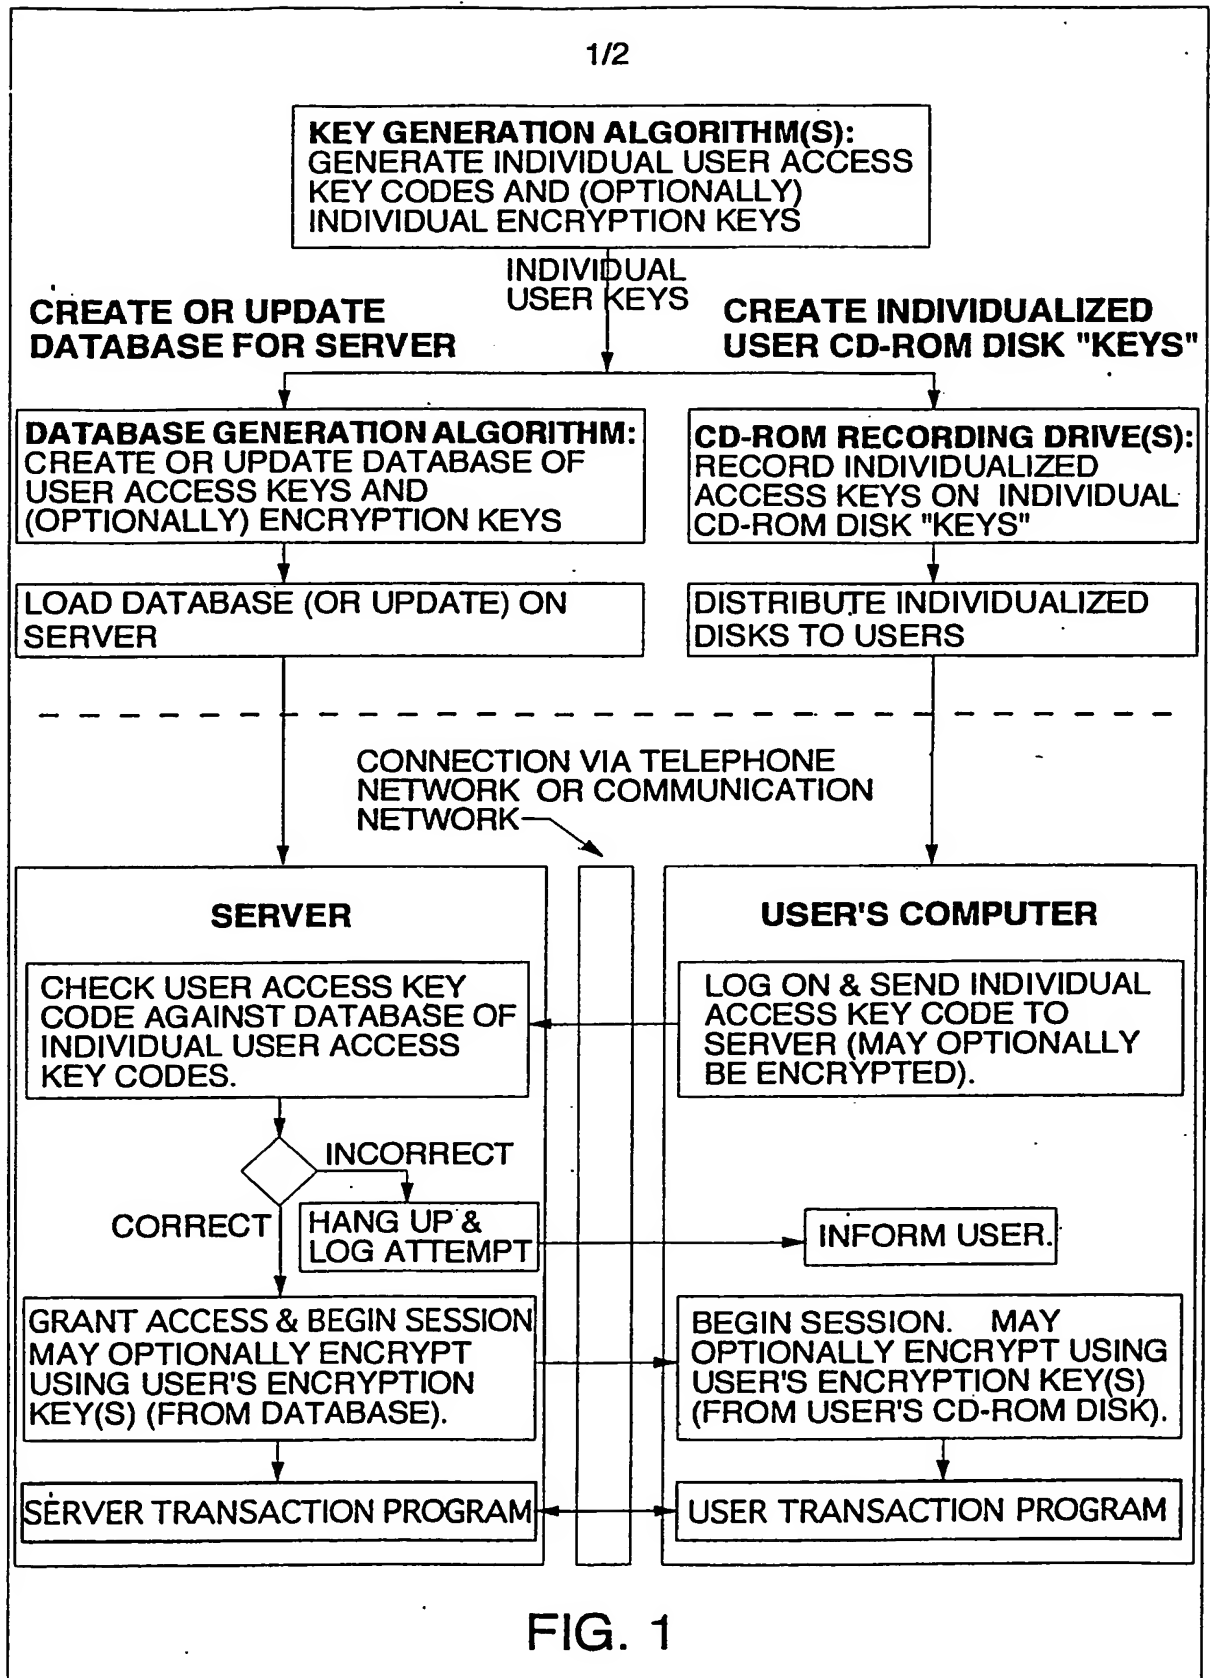 1/2
KEY GENERATION ALGORITHM(S):
GENERATE INDIVIDUAL USER ACCESS
KEY CODES AND (OPTIONALLY)
INDIVIDUAL ENCRYPTION KEYS
INDIVIDUAL
USER KEYS
CREATE OR UPDATE
DATABASE FOR SERVER
CREATE INDIVIDUALIZED
USER CD-ROM DISK "KEYS"
DATABASE GENERATION ALGORITHM:
CREATE OR UPDATE DATABASE OF
USER ACCESS KEYS AND
(OPTIONALLY) ENCRYPTION KEYS
CD-ROM RECORDING DRIVE(S):
RECORD INDIVIDUALIZED
ACCESS KEYS ON INDIVIDUAL
CD-ROM DISK "KEYS"
LOAD DATABASE (OR UPDATE) ON
SERVER
DISTRIBUTE INDIVIDUALIZED
DISKS TO USERS
CONNECTION VIA TELEPHONE
NETWORK OR COMMUNICATION
NETWORK
SERVER
USER'S COMPUTER
CHECK USER ACCESS KEY
CODE AGAINST DATABASE OF
INDIVIDUAL USER ACCESS
KEY CODES.
LOG ON & SEND INDIVIDUAL
ACCESS KEY CODE TO
SERVER (MAY OPTIONALLY
BE ENCRYPTED).
INCORRECT
CORRECT
HANG UP &
LOG ATTEMPT
INFORM USER.
GRANT ACCESS & BEGIN SESSION
MAY OPTIONALLY ENCRYPT
USING USER'S ENCRYPTION
KEY(S) (FROM DATABASE).
BEGIN SESSION. MAY
OPTIONALLY ENCRYPT USING
USER'S ENCRYPTION KEY(S)
(FROM USER'S CD-ROM DISK).
SERVER TRANSACTION PROGRAM
USER TRANSACTION PROGRAM
FIG. 1